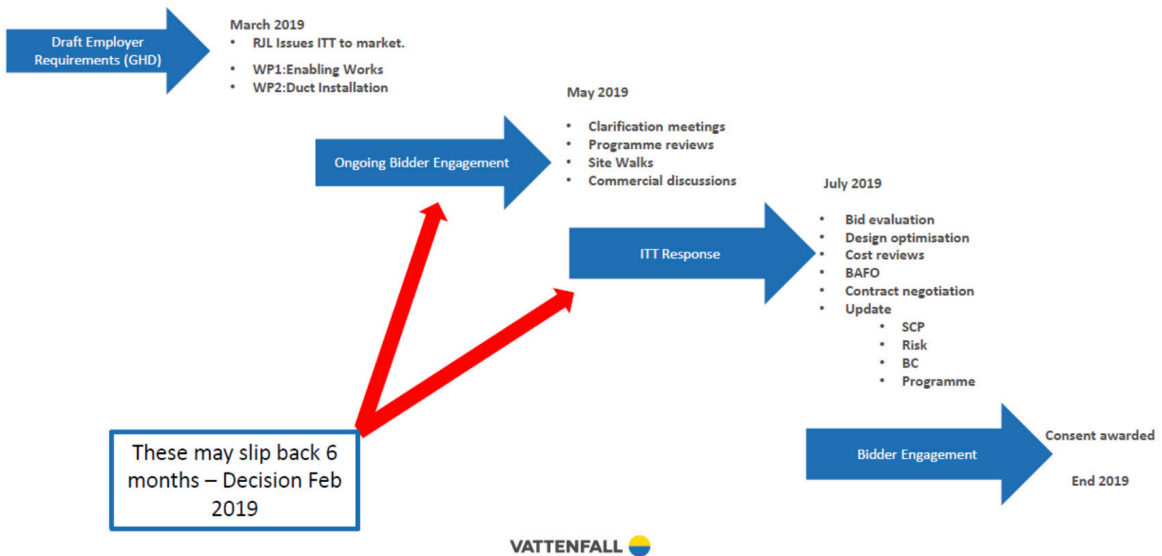 Draft Employer
Requirements (GHD)
March 2019
• RJL Issues ITT to market.
• WP1:Enabling Works
• WP2:Duct Installation
Ongoing Bidder Engagement
May 2019
• Clarification meetings
• Programme reviews
• Site Walks
• Commercial discussions
ITT Response
July 2019
• Bid evaluation
• Design optimisation
• Cost reviews
• BAFO
• Contract negotiation
• Update
• SCP
• Risk
• BC
• Programme
Bidder Engagement
Consent awarded
End 2019
These may slip back 6
months – Decision Feb
2019
VATTENFALL